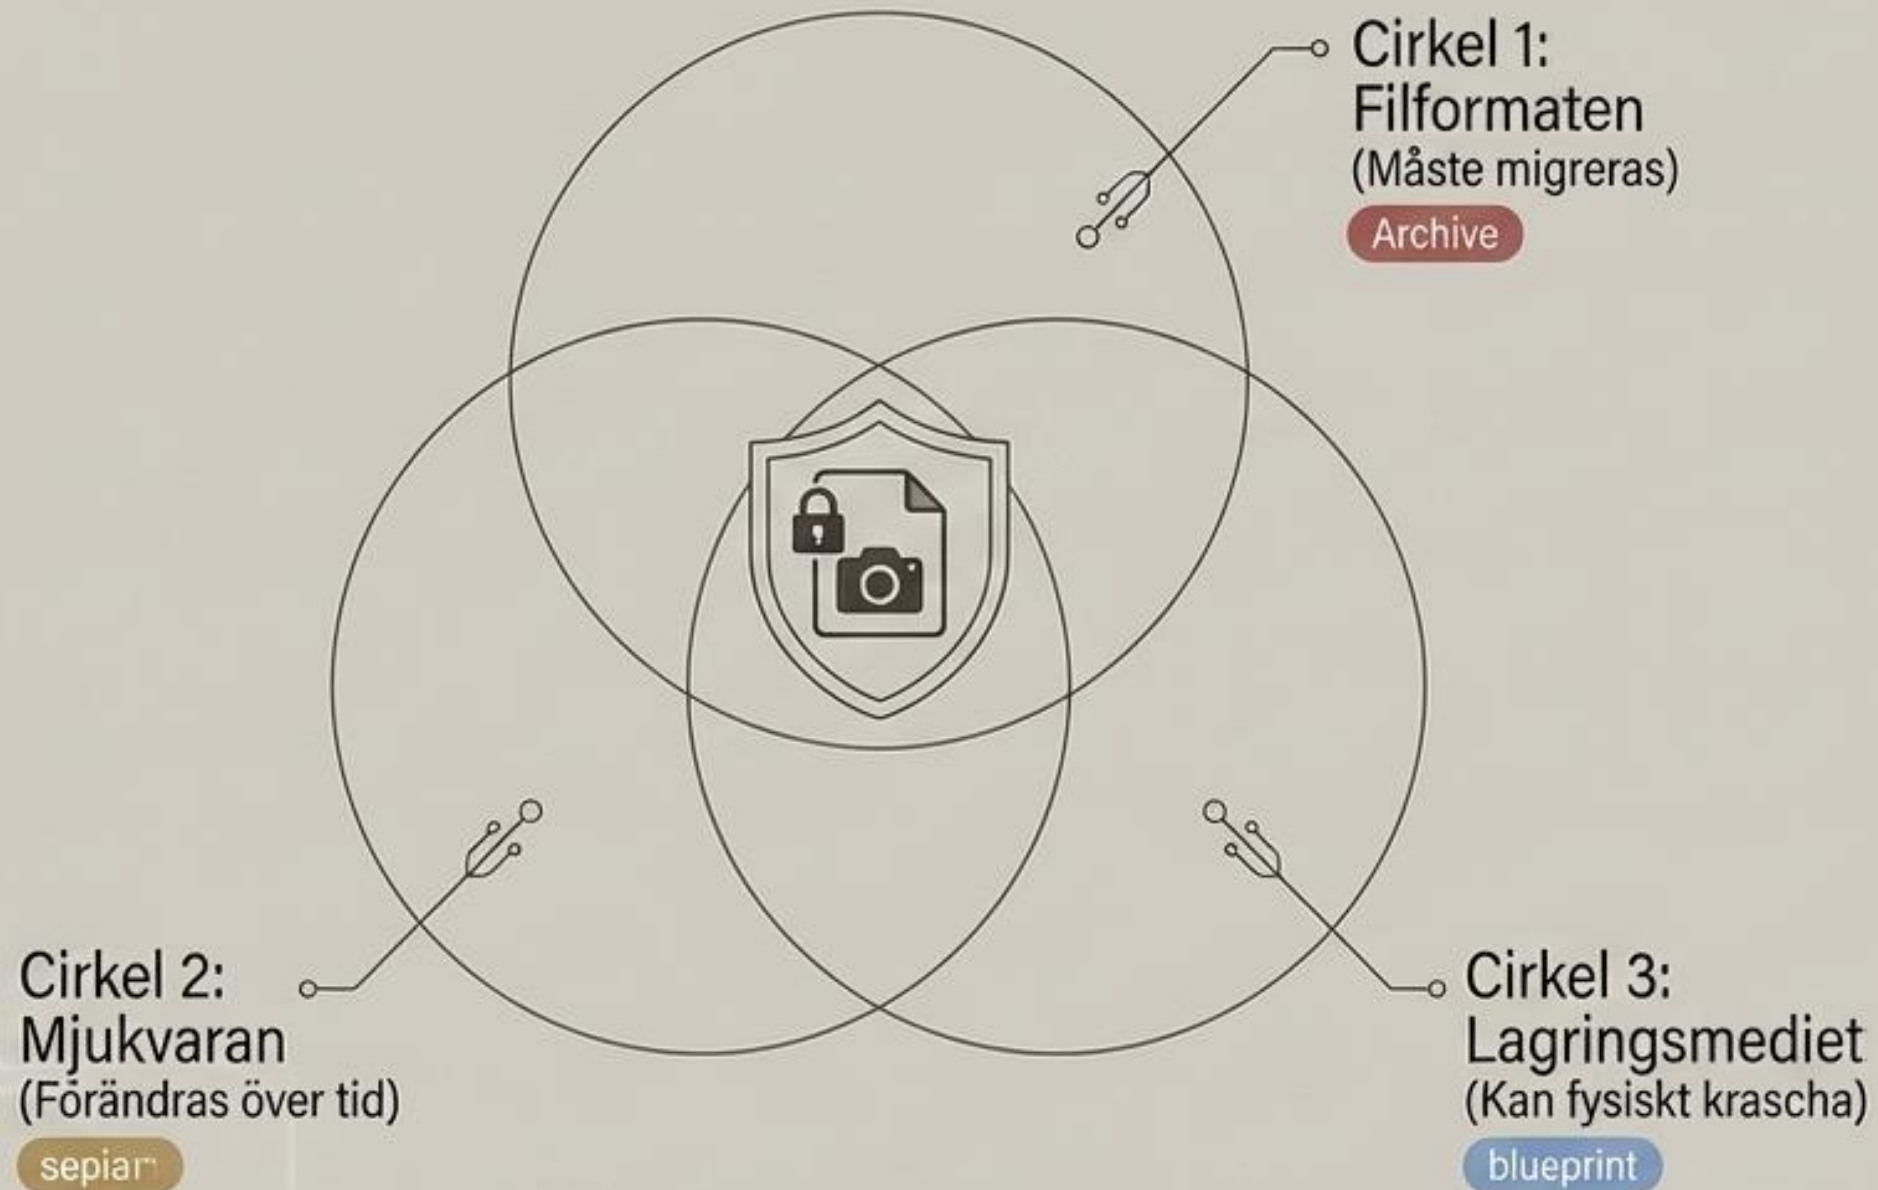 Cirkel 1:
Filformaten
(Måste migreras)
Archive
Cirkel 2:
Mjukvaran
(Förändras över tid)
sepiar
Cirkel 3:
Lagringsmediet
(Kan fysiskt krascha)
blueprint